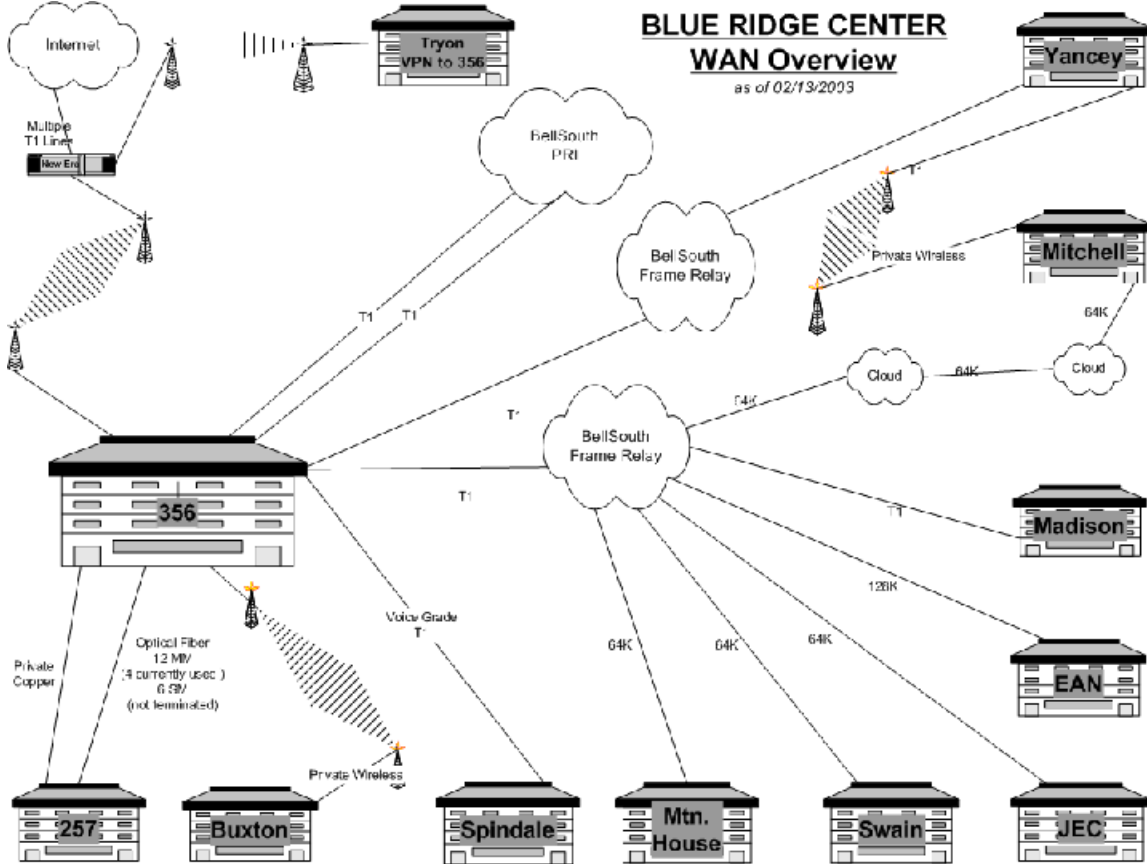 BLUE RIDGE CENTER
WAN Overview
as of 02/13/2003
Internet
Tryon
VPN to 356
Yancey
Multiple
T1 Lines
New Era
BellSouth
PRI
T1
BellSouth
Frame Relay
Private Wireless
Mitchell
T1
T1
64K
Cloud
64K
Cloud
64K
T1
BellSouth
Frame Relay
T1
356
T1
Madison
128K
Voice Grade
T1
Optical Fiber
12 MM
(4 currently used )
6 SM
(not terminated)
Private
Copper
64K
64K
64K
EAN
Private Wireless
257
Buxton
Spindale
Mtn.
House
Swain
JEC